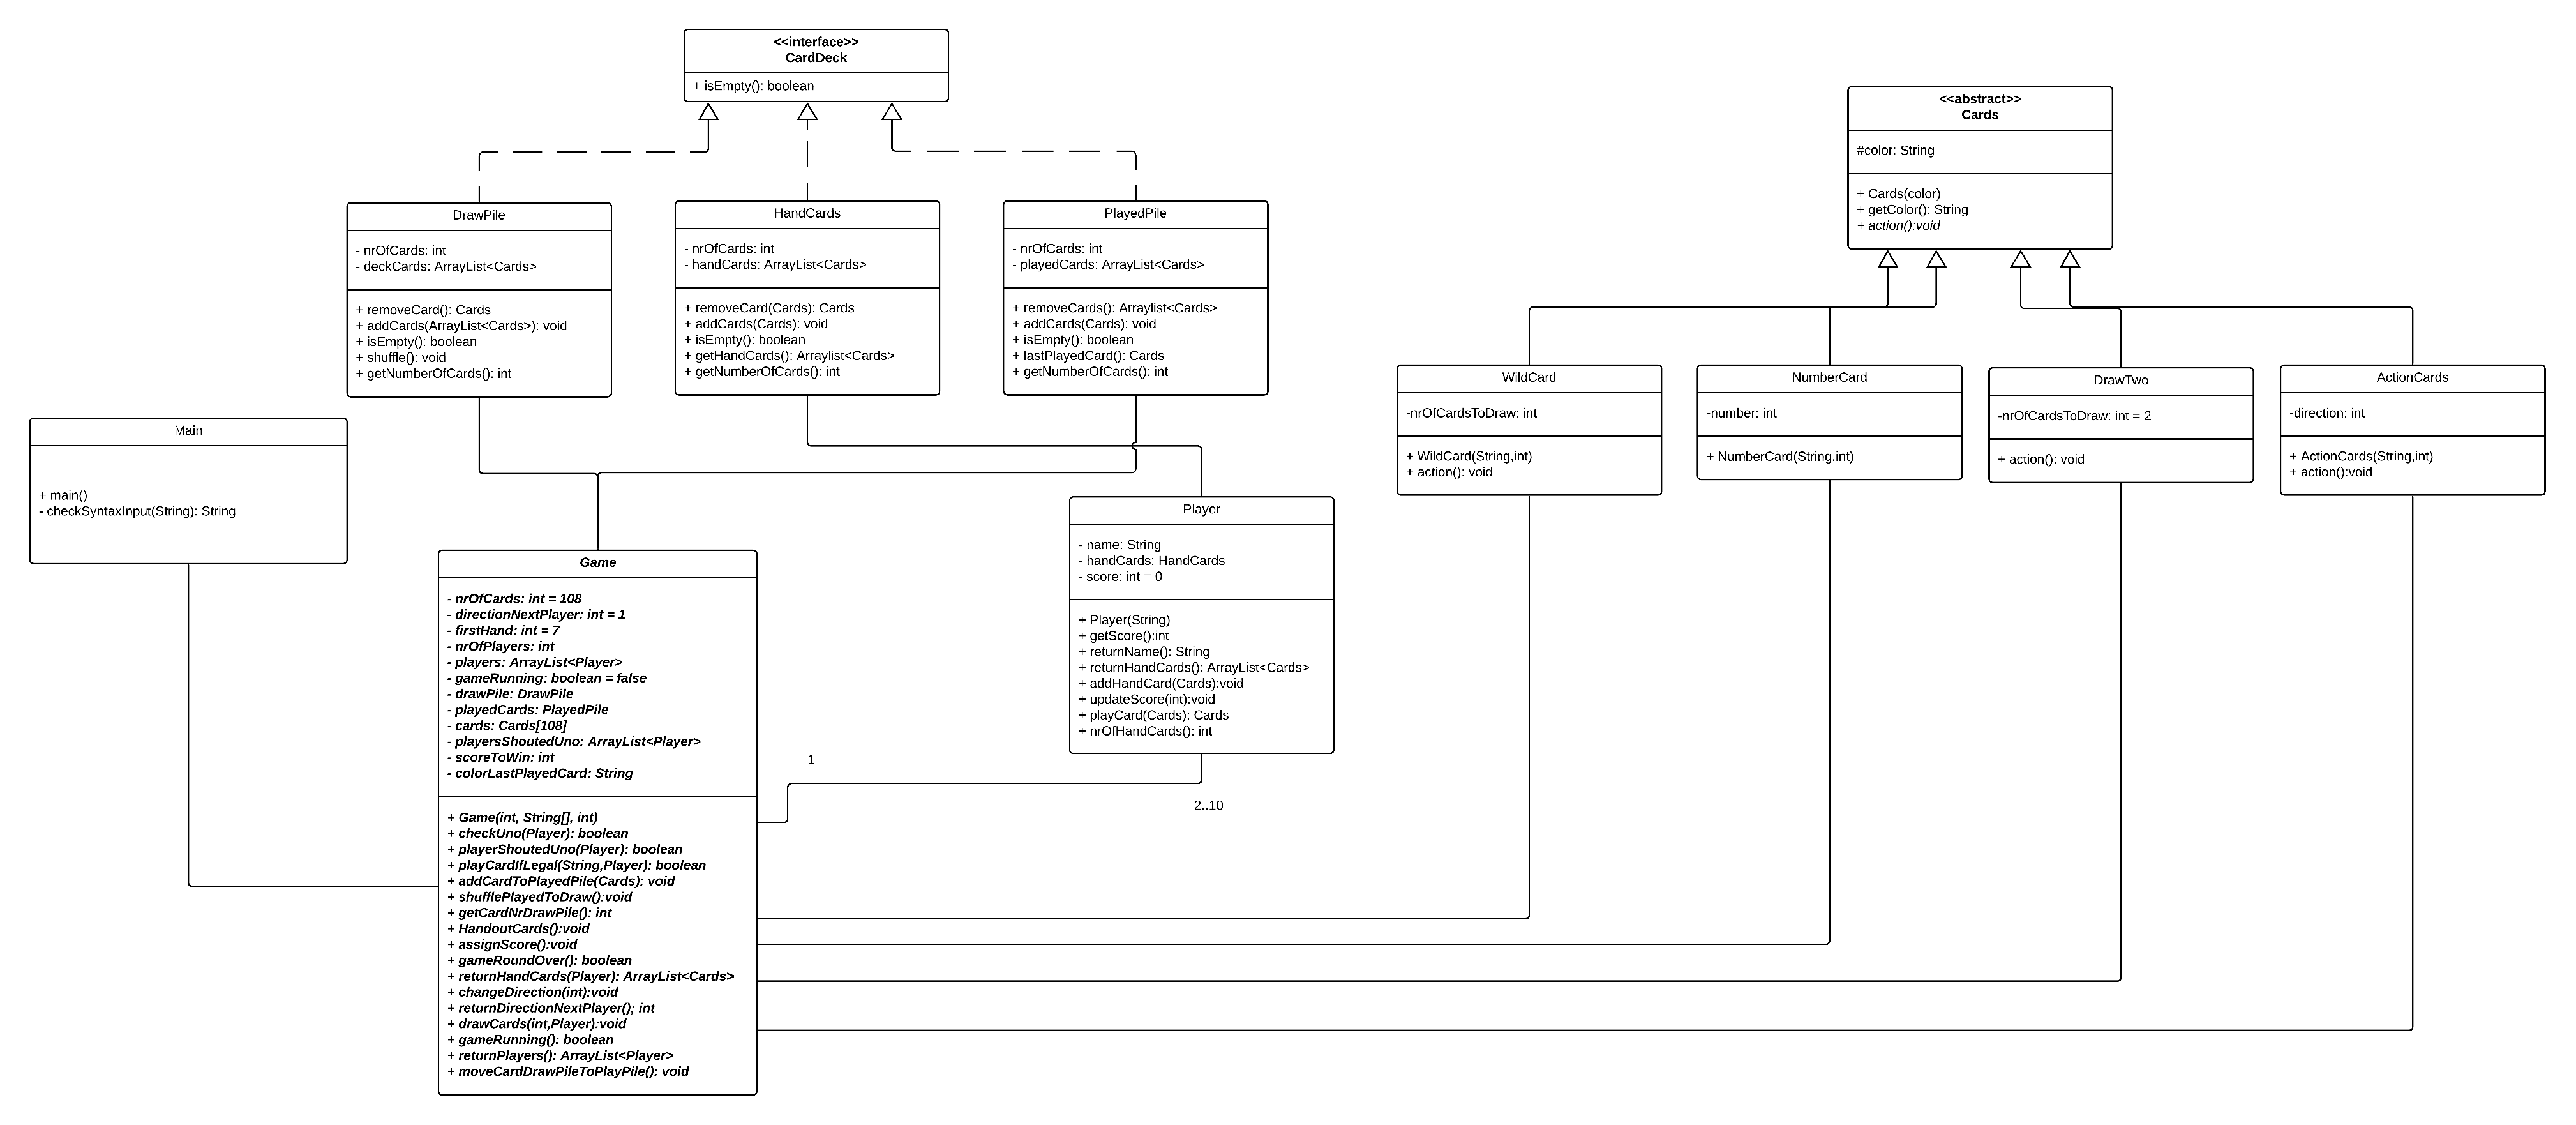 <<interface>>
CardDeck
+ isEmpty(): boolean
<<abstract>>
Cards
#color: String
+ Cards(color)
+ getColor(): String
+ action():void
DrawPile
- nrOfCards: int
- deckCards: ArrayList<Cards>
+ removeCard(): Cards
+ addCards(ArrayList<Cards>): void
+ isEmpty(): boolean
+ shuffle(): void
+ getNumberOfCards(): int
HandCards
- nrOfCards: int
- handCards: ArrayList<Cards>
+ removeCard(Cards): Cards
+ addCards(Cards): void
+ isEmpty(): boolean
+ getHandCards(): Arraylist<Cards>
+ getNumberOfCards(): int
PlayedPile
- nrOfCards: int
- playedCards: ArrayList<Cards>
+ removeCards(): Arraylist<Cards>
+ addCards(Cards): void
+ isEmpty(): boolean
+ lastPlayedCard(): Cards
+ getNumberOfCards(): int
WildCard
-nrOfCardsToDraw: int
+ WildCard(String,int)
+ action(): void
NumberCard
-number: int
+ NumberCard(String,int)
DrawTwo
-nrOfCardsToDraw: int = 2
+ action(): void
ActionCards
-direction: int
+ ActionCards(String,int)
+ action():void
Main
+ main()
- checkSyntaxInput(String): String
Player
- name: String
- handCards: HandCards
- score: int = 0
+ Player(String)
+ getScore():int
+ returnName(): String
+ returnHandCards(): ArrayList<Cards>
+ addHandCard(Cards):void
+ updateScore(int):void
+ playCard(Cards): Cards
+ nrOfHandCards(): int
Game
- nrOfCards: int = 108
- directionNextPlayer: int = 1
- firstHand: int = 7
- nrOfPlayers: int
- players: ArrayList<Player>
- gameRunning: boolean = false
- drawPile: DrawPile
- playedCards: PlayedPile
- cards: Cards[108]
- playersShoutedUno: ArrayList<Player>
- scoreToWin: int
- colorLastPlayedCard: String
+ Game(int, String[], int)
+ checkUno(Player): boolean
+ playerShoutedUno(Player): boolean
+ playCardIfLegal(String,Player): boolean
+ addCardToPlayedPile(Cards): void
+ shufflePlayedToDraw():void
+ getCardNrDrawPile(): int
+ HandoutCards():void
+ assignScore():void
+ gameRoundOver(): boolean
+ returnHandCards(Player): ArrayList<Cards>
+ changeDirection(int):void
+ returnDirectionNextPlayer(); int
+ drawCards(int,Player):void
+ gameRunning(): boolean
+ returnPlayers(): ArrayList<Player>
+ moveCardDrawPileToPlayPile(): void
1
2..10